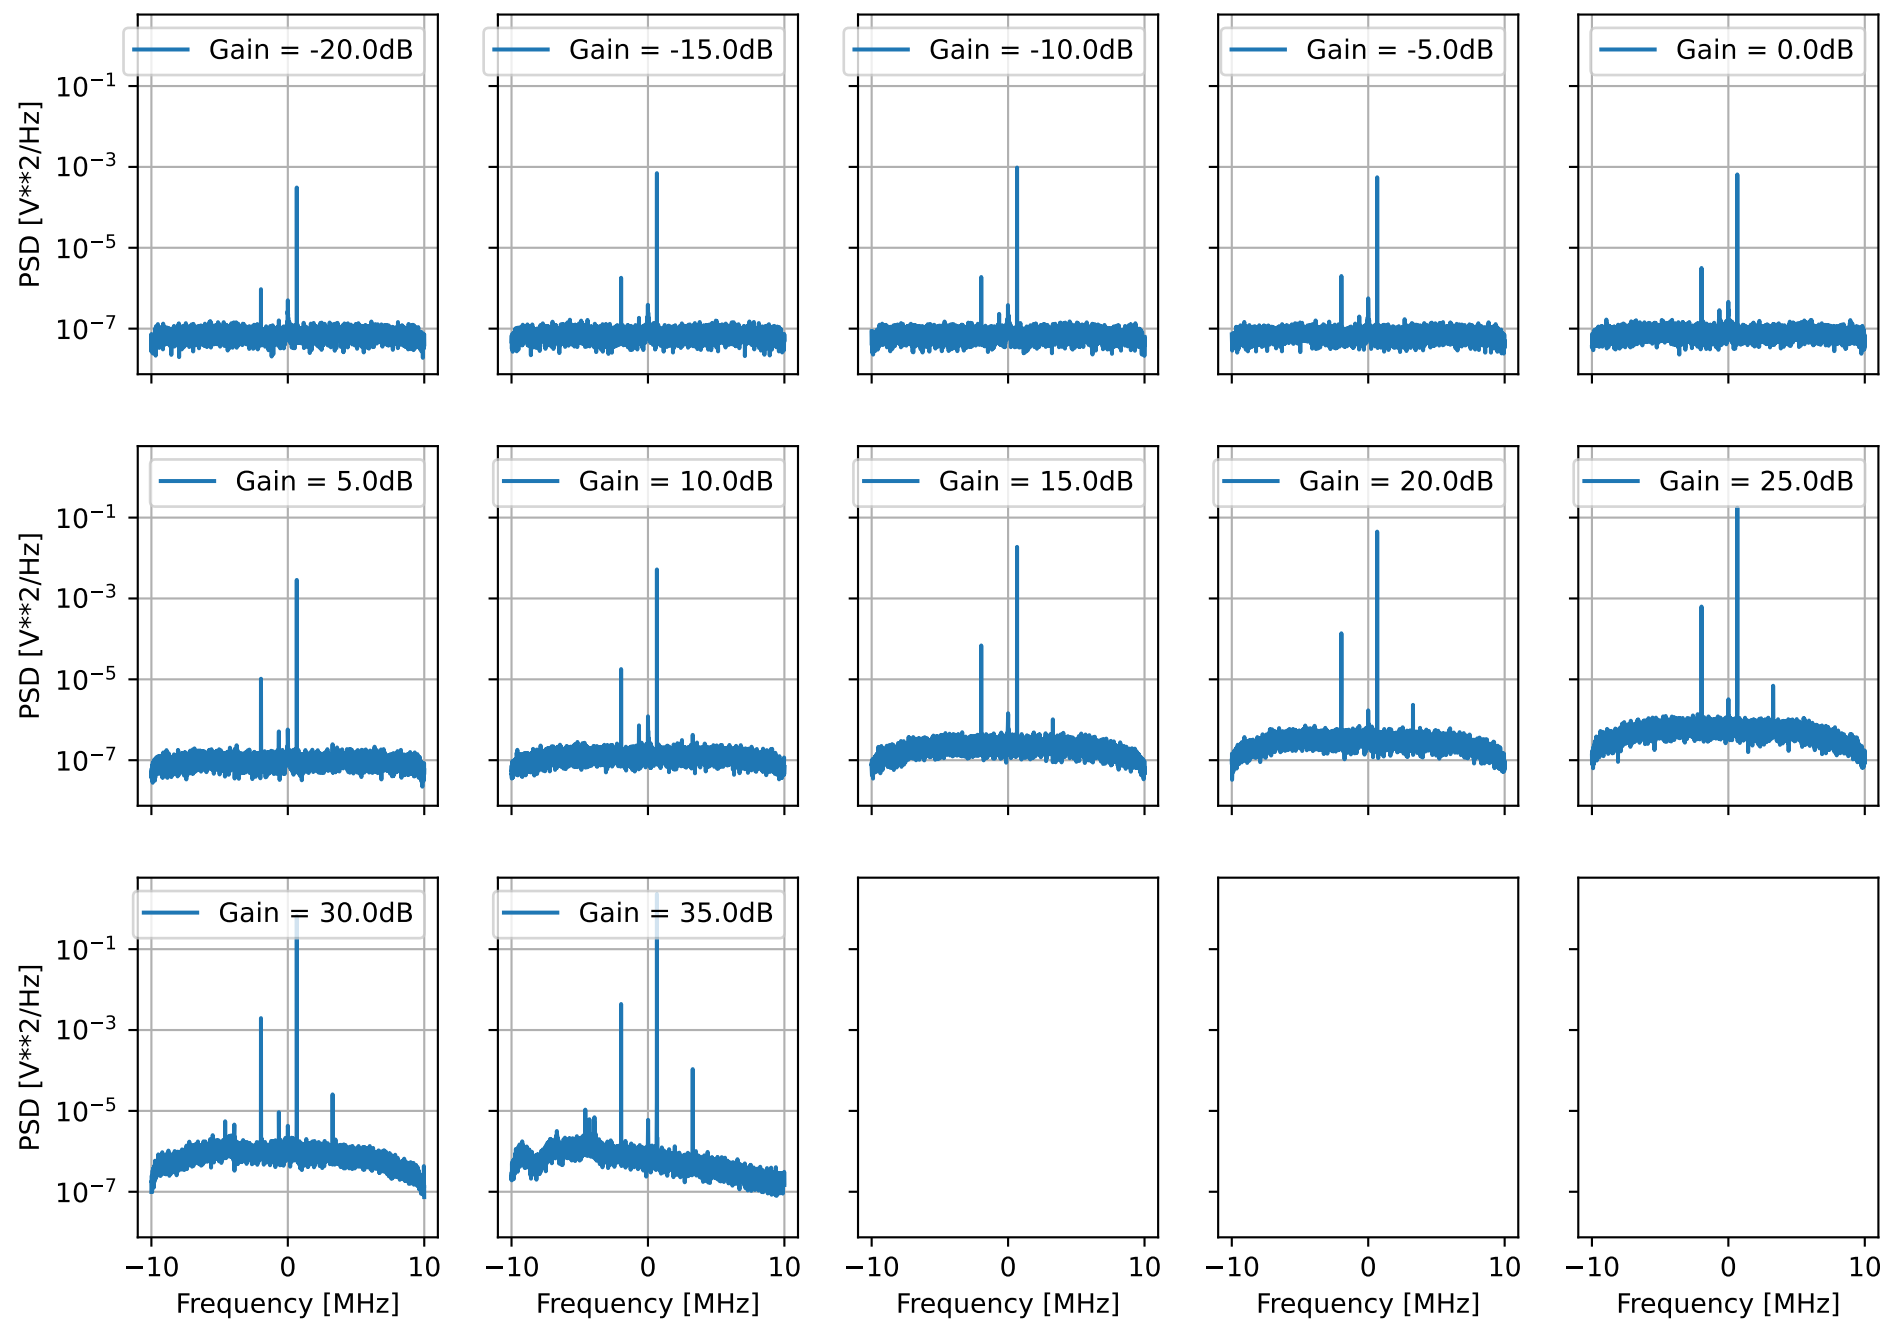 Gain = -20.0dB
Gain = -15.0dB
Gain = -10.0dB
Gain = -5.0dB
Gain = 0.0dB
PSD [V**2/Hz]
10⁻¹
10⁻³
10⁻⁵
10⁻⁷
Gain = 5.0dB
Gain = 10.0dB
Gain = 15.0dB
Gain = 20.0dB
Gain = 25.0dB
PSD [V**2/Hz]
10⁻¹
10⁻³
10⁻⁵
10⁻⁷
Gain = 30.0dB
Gain = 35.0dB
PSD [V**2/Hz]
10⁻¹
10⁻³
10⁻⁵
10⁻⁷
−10 0 10
−10 0 10
−10 0 10
−10 0 10
−10 0 10
Frequency [MHz]
Frequency [MHz]
Frequency [MHz]
Frequency [MHz]
Frequency [MHz]